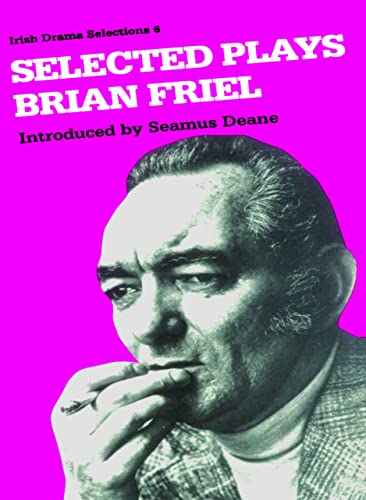 Irish Drama Selections 6
SELECTED PLAYS
BRIAN FRIEL
Introduced by Seamus Deane